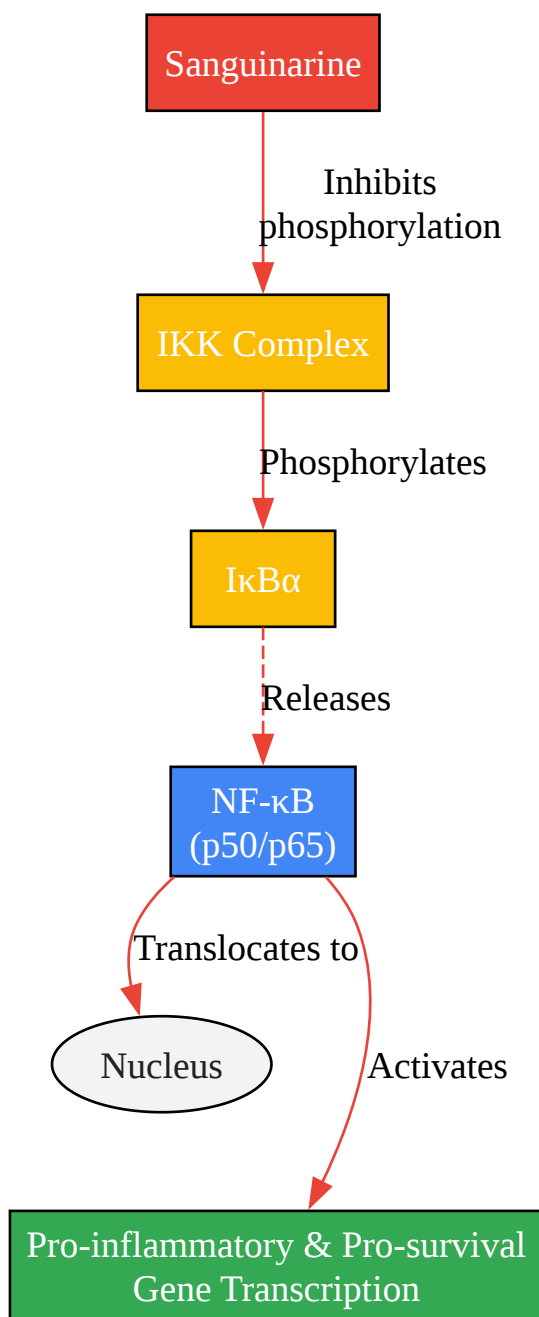 Sanguinarine
Inhibits
phosphorylation
IKK Complex
Phosphorylates
IκBα
Releases
NF-κB
(p50/p65)
Translocates to
Nucleus
Activates
Pro-inflammatory & Pro-survival
Gene Transcription